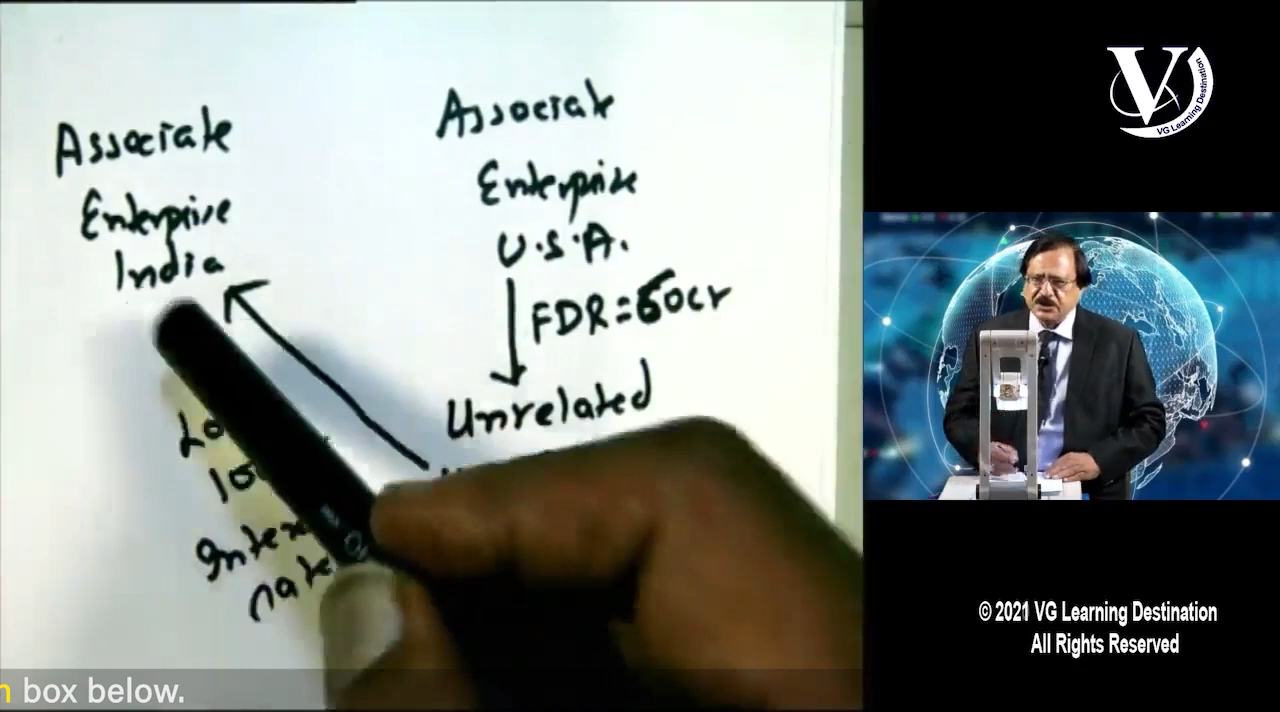 Associate
Enterprise
India
Associate
Enterprise
U.S.A.
FDR = 60cr
Unrelated
V
VG Learning Destination
box below.
© 2021 VG Learning Destination
All Rights Reserved